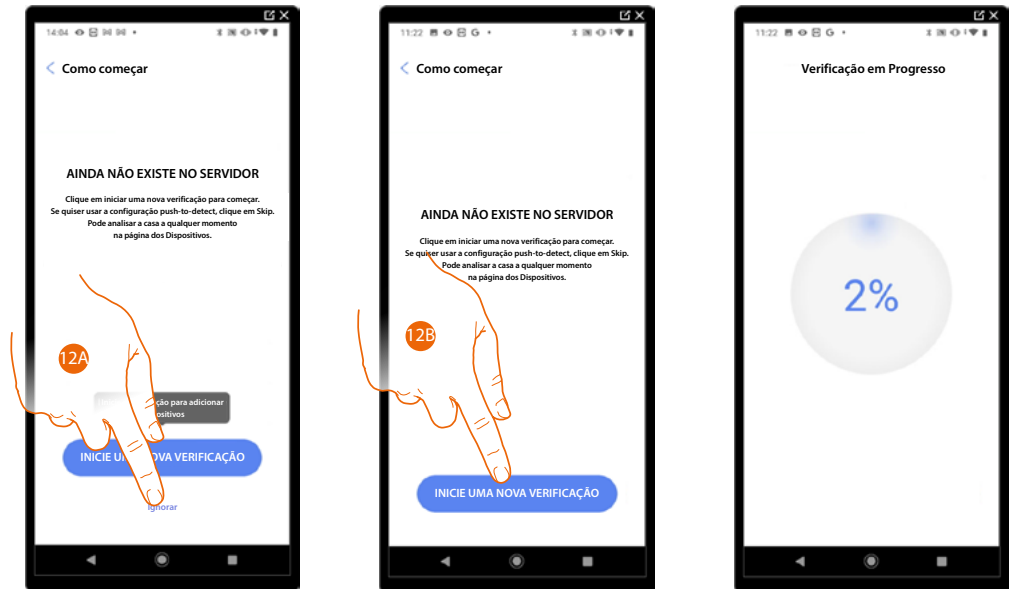 14:04
Como começar
AINDA NÃO EXISTE NO SERVIDOR
Clique em iniciar uma nova verificação para começar.
Se quiser usar a configuração push-to-detect, clique em Skip.
Pode analisar a casa a qualquer momento
na página dos Dispositivos.
12A
ção para adicionar
ositivos
INICIE U OVA VERIFICAÇÃO
Ignorar
11:22
G
Como começar
AINDA NÃO EXISTE NO SERVIDOR
Clique em iniciar uma nova verificação para começar.
Se quiser usar a configuração push-to-detect, clique em Skip.
Pode analisar a casa a qualquer momento
na página dos Dispositivos.
12B
INICIE UMA NOVA VERIFICAÇÃO
11:22
G
Verificação em Progresso
2%